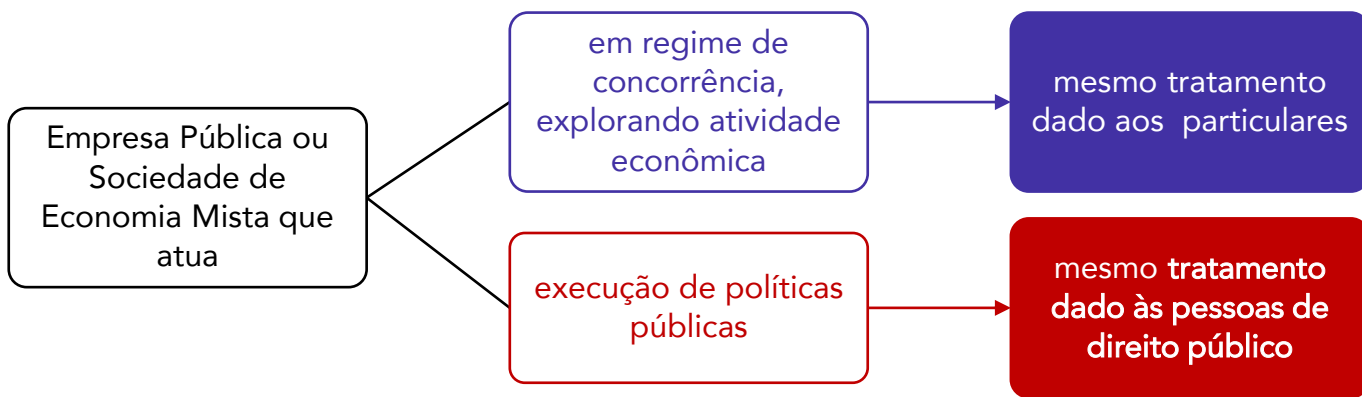 Empresa Pública ou
Sociedade de
Economia Mista que
atua
em regime de
concorrência,
explorando atividade
econômica
mesmo tratamento
dado aos particulares
execução de políticas
públicas
mesmo tratamento
dado às pessoas de
direito público